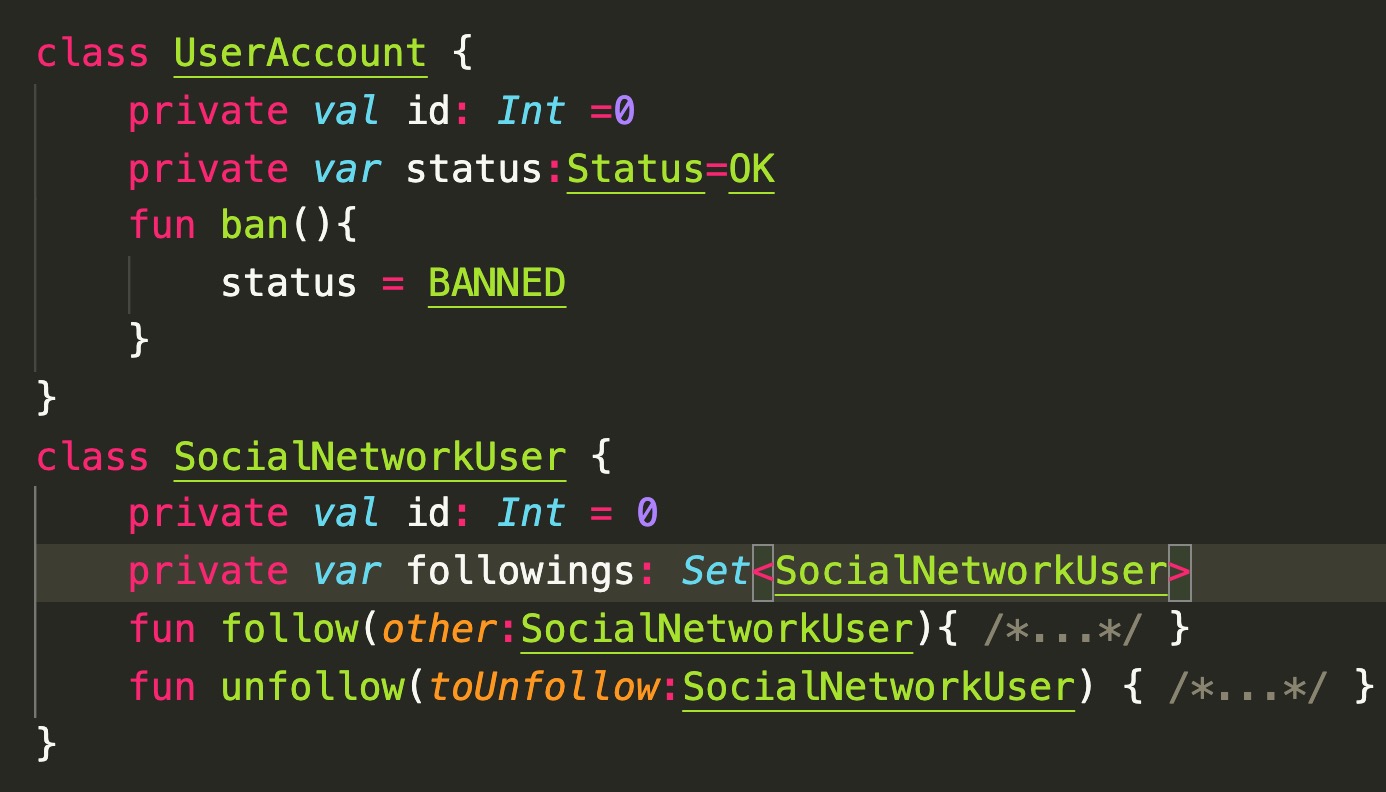 class UserAccount {
    private val id: Int =0
    private var status:Status=OK
    fun ban(){
        status = BANNED
    }
}
class SocialNetworkUser {
    private val id: Int = 0
    private var followings: Set<SocialNetworkUser>
    fun follow(other:SocialNetworkUser){ /*...*/ }
    fun unfollow(toUnfollow:SocialNetworkUser) { /*...*/ }
}